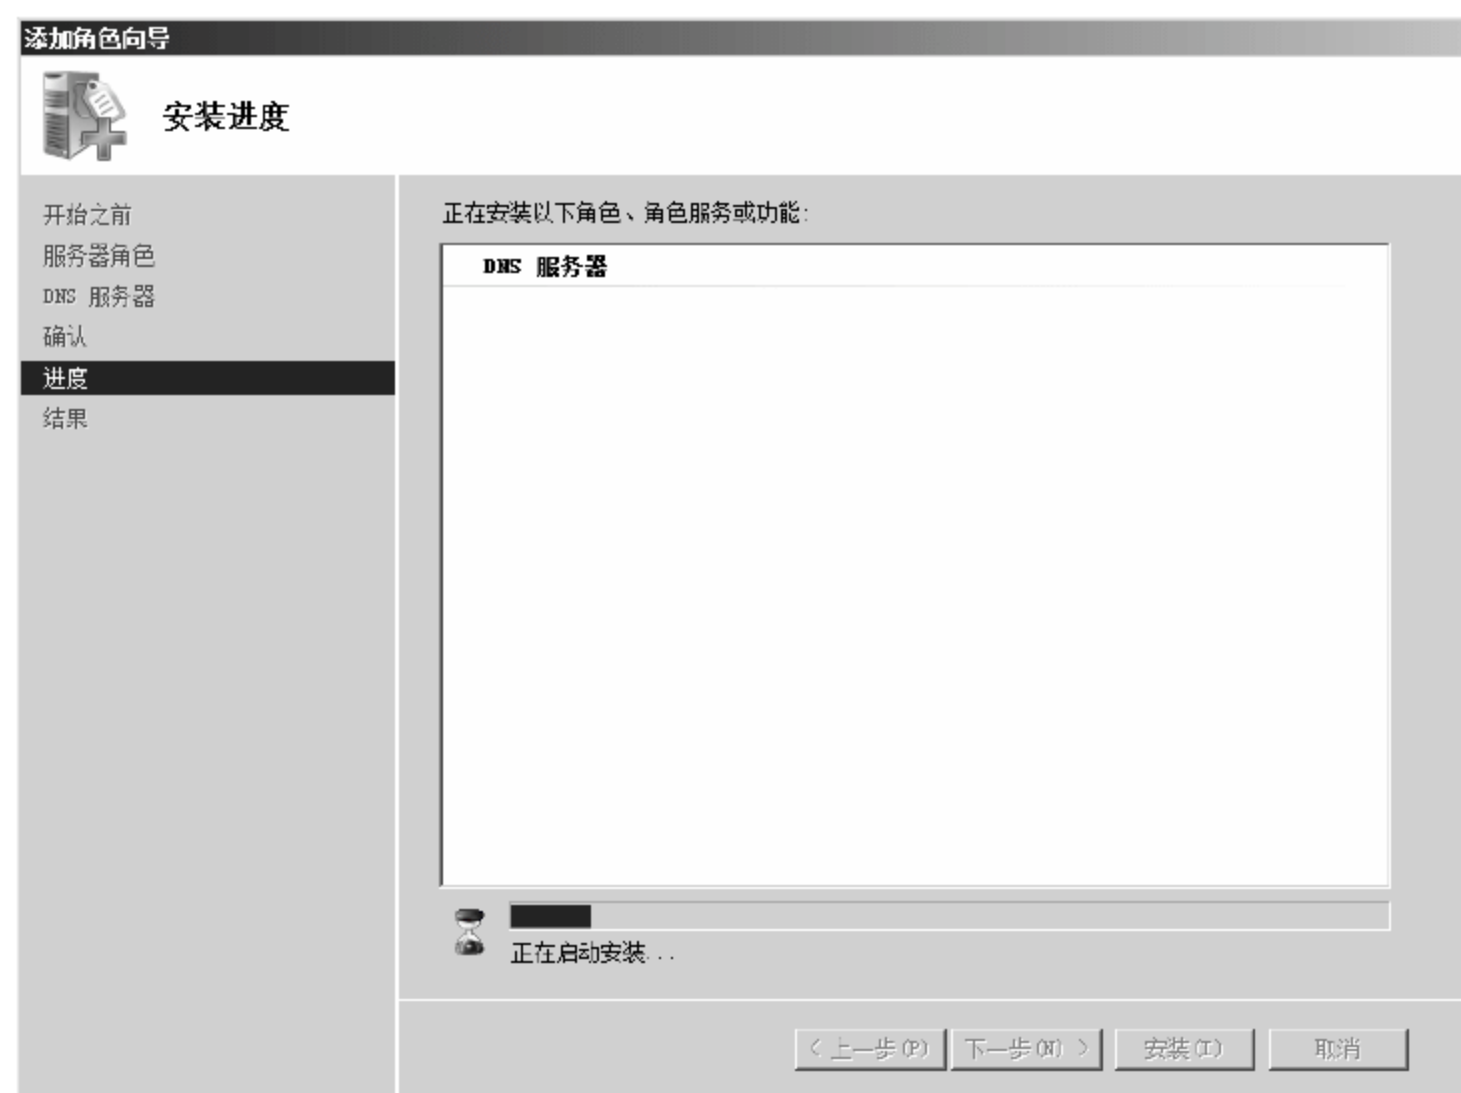 添加角色向导
安装进度
开始之前
服务器角色
DNS 服务器
确认
进度
结果
正在安装以下角色、角色服务或功能:
DNS 服务器
正在启动安装...
< 上一步(P)
下一步(N) >
安装(I)
取消